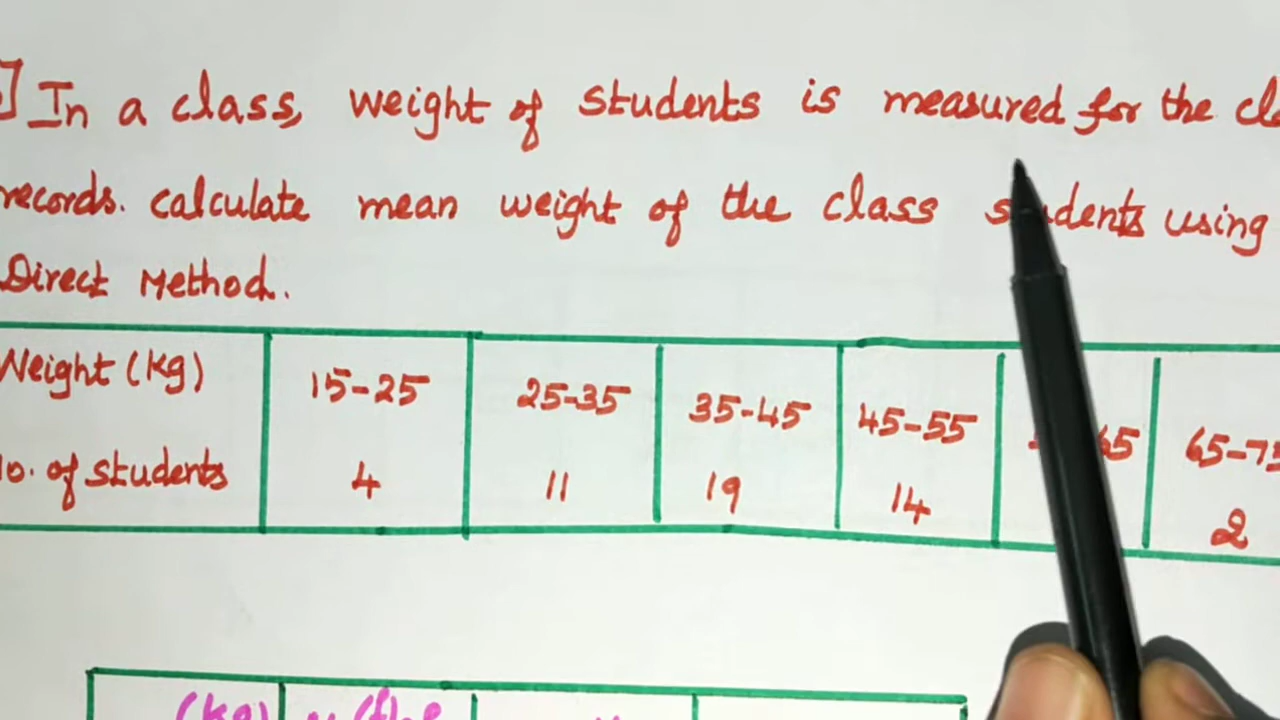 In a class, weight of students is measured for the
records. calculate mean weight of the class students using
Direct Method.
Weight (kg) 15-25 25-35 35-45 45-55 65-75
No. of students 4 11 19 14 2
(kg)